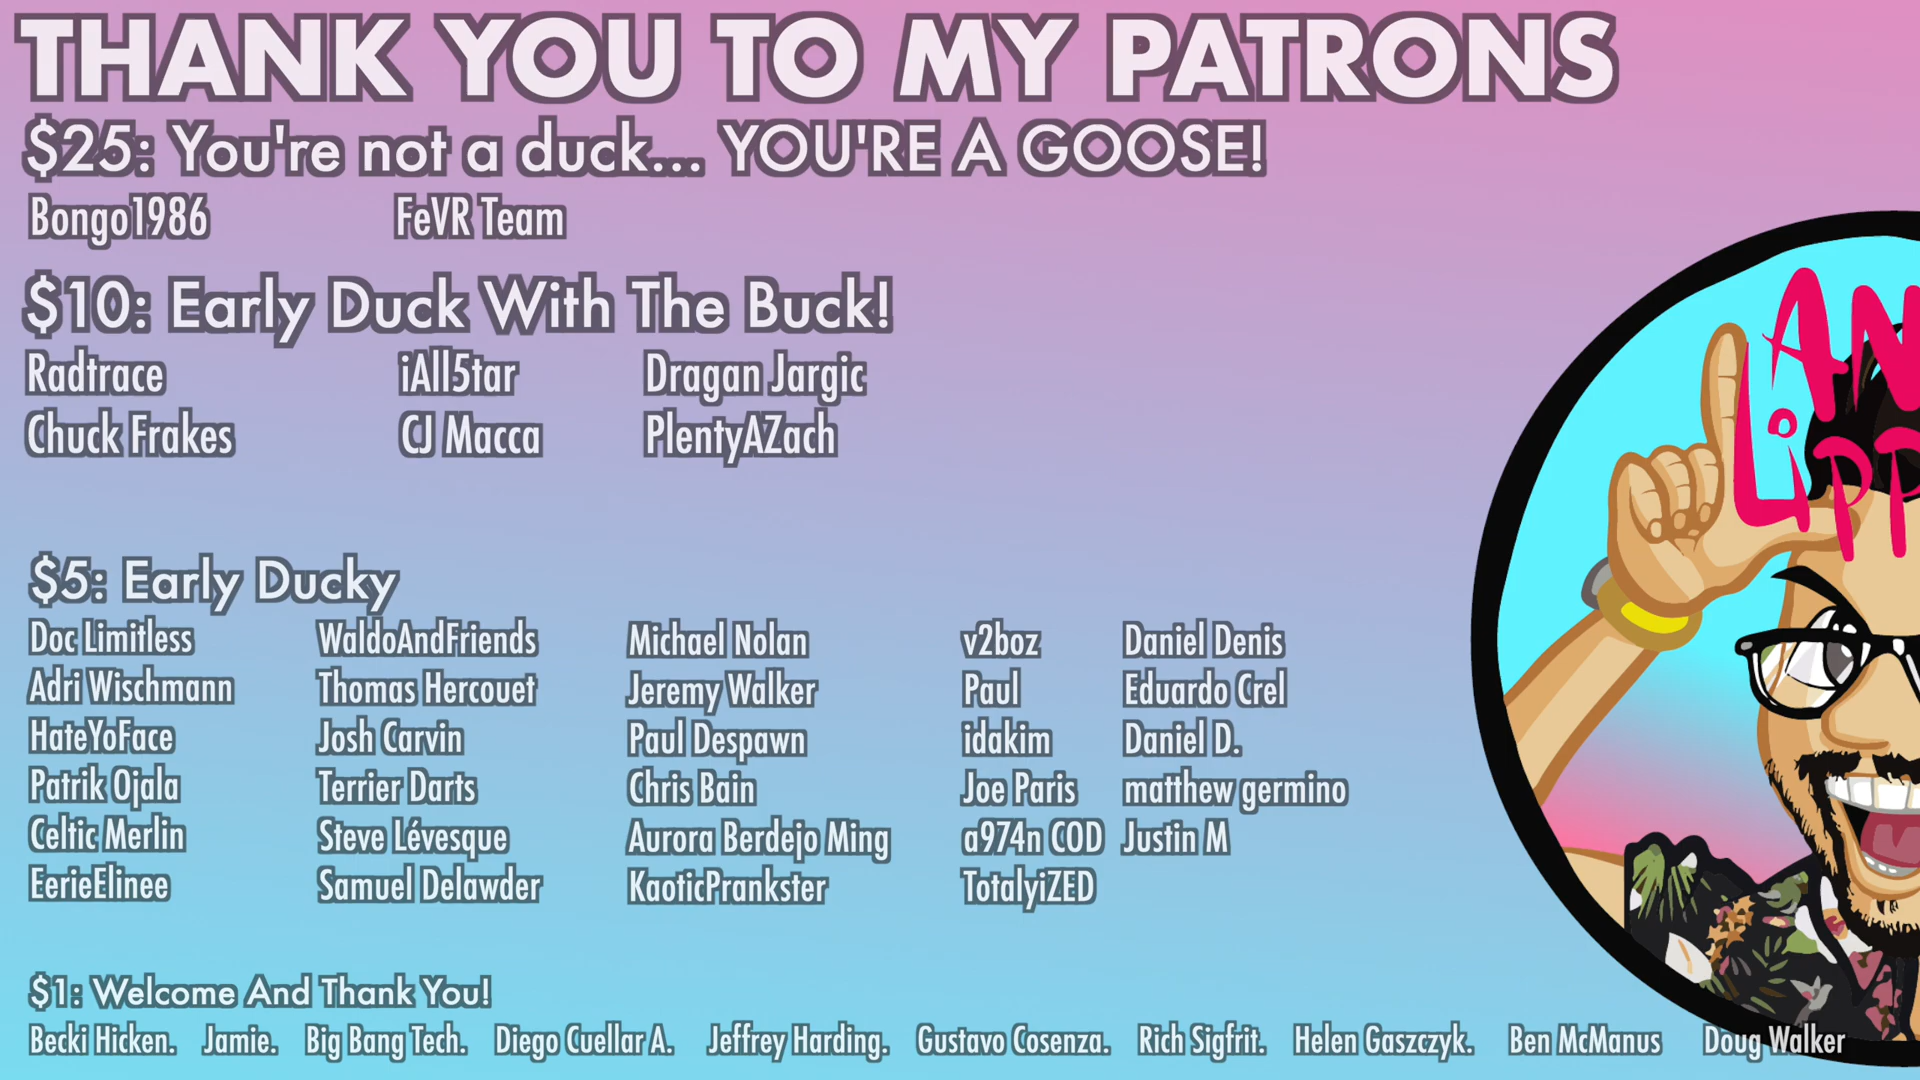 THANK YOU TO MY PATRONS
$25: You're not a duck... YOU'RE A GOOSE!
Bongo1986 FeVR Team
$10: Early Duck With The Buck!
Radtrace iAll5tar Dragan Jargic
Chuck Frakes CJ Macca PlentyAZach
$5: Early Ducky
Doc Limitless WaldoAndFriends Michael Nolan v2boz Daniel Denis
Adri Wischmann Thomas Hercouet Jeremy Walker Paul Eduardo Crel
HateYoFace Josh Carvin Paul Despawn idakim Daniel D.
Patrik Ojala Terrier Darts Chris Bain Joe Paris matthew germino
Celtic Merlin Steve Lévesque Aurora Berdejo Ming a974n COD Justin M
EerieElinee Samuel Delawder KaoticPrankster TotalyiZED
$1: Welcome And Thank You!
Becki Hicken. Jamie. Big Bang Tech. Diego Cuellar A. Jeffrey Harding. Gustavo Cosenza. Rich Sigfrit. Helen Gaszczyk. Ben McManus Doug Walker